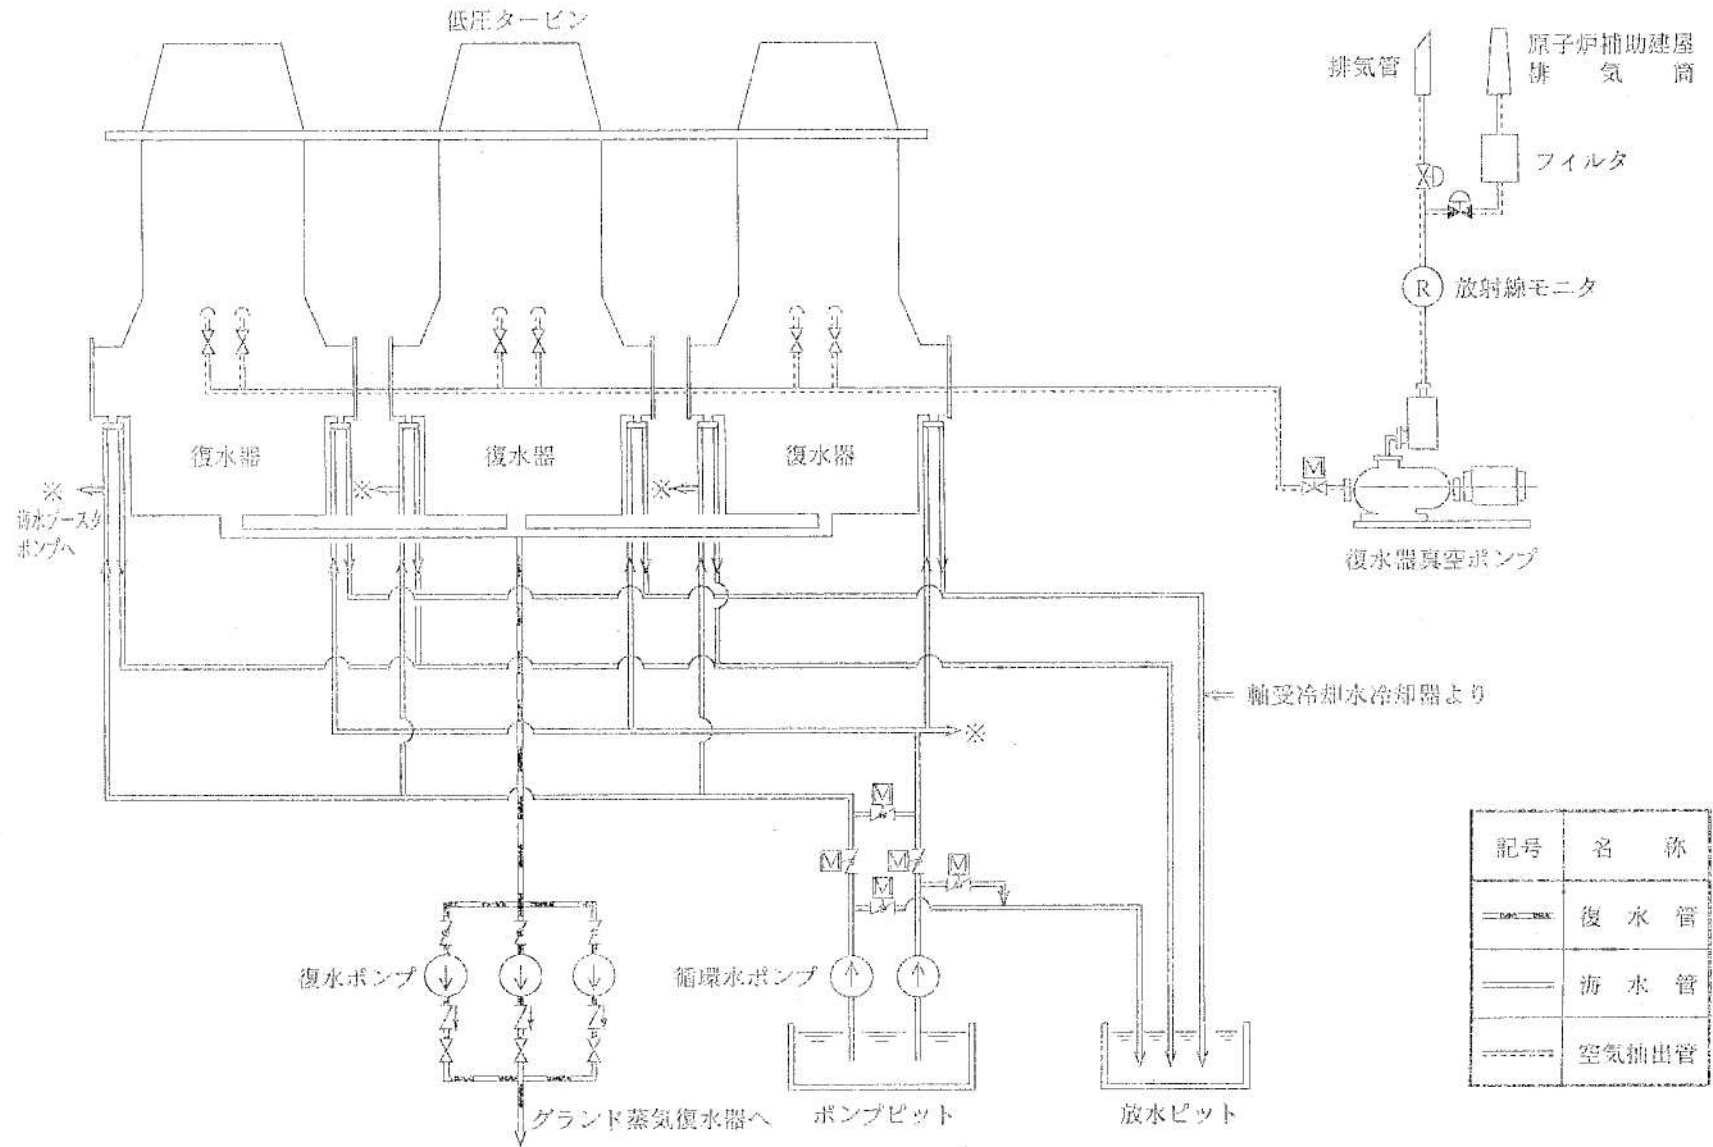 低圧タービン
排気管
原子炉補助建屋
排気筒
フィルタ
R
放射線モニタ
復水器
復水器
復水器
※
※
※
海水ブースタ
ポンプへ
M
復水器真空ポンプ
軸受冷却水冷却器より
※
M
M
M
M
M
復水ポンプ
循環水ポンプ
グランド蒸気復水器へ
ポンプピット
放水ピット
記号 名称
復水管
海水管
空気抽出管